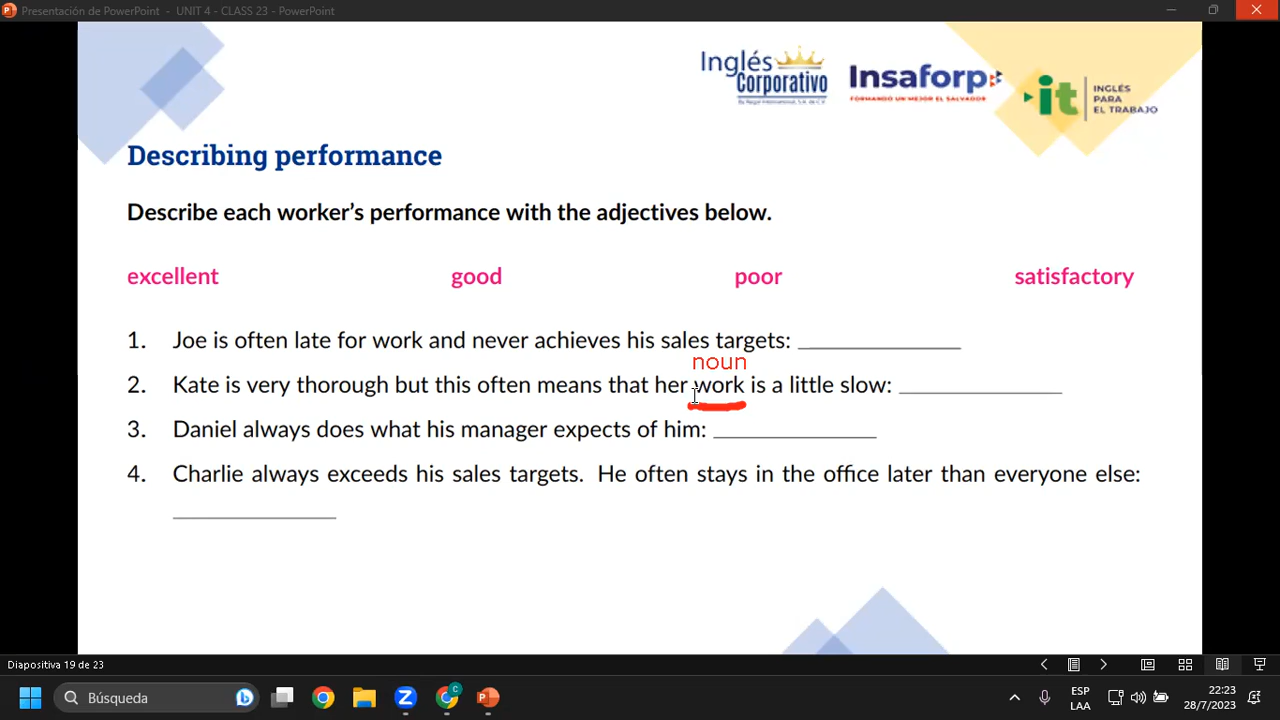 Presentación de PowerPoint - UNIT 4 - CLASS 23 - PowerPoint
Inglés
Corporativo
Insaforp
FORMANDO UN MEJOR EL SALVADOR
it
INGLÉS
PARA
EL TRABAJO
Describing performance
Describe each worker's performance with the adjectives below.
excellent good poor satisfactory
1. Joe is often late for work and never achieves his sales targets:
noun
2. Kate is very thorough but this often means that her work is a little slow:
3. Daniel always does what his manager expects of him:
4. Charlie always exceeds his sales targets. He often stays in the office later than everyone else:
Diapositiva 19 de 23
Búsqueda
ESP
LAA
22:23
28/7/2023